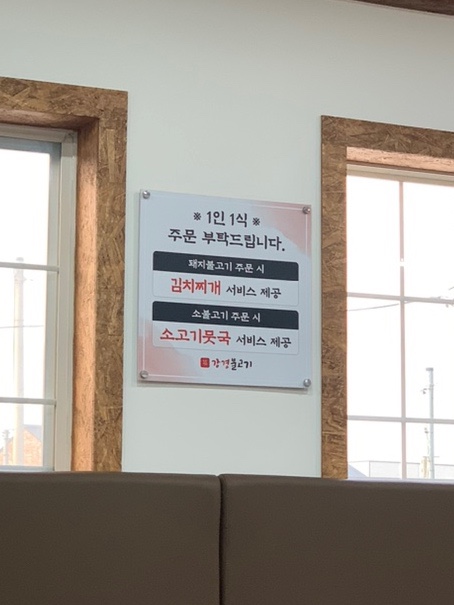 ※ 1인 1식 ※
주문 부탁드립니다.
돼지불고기 주문 시
김치찌개 서비스 제공
소불고기 주문 시
소고기뭇국 서비스 제공
강경불고기